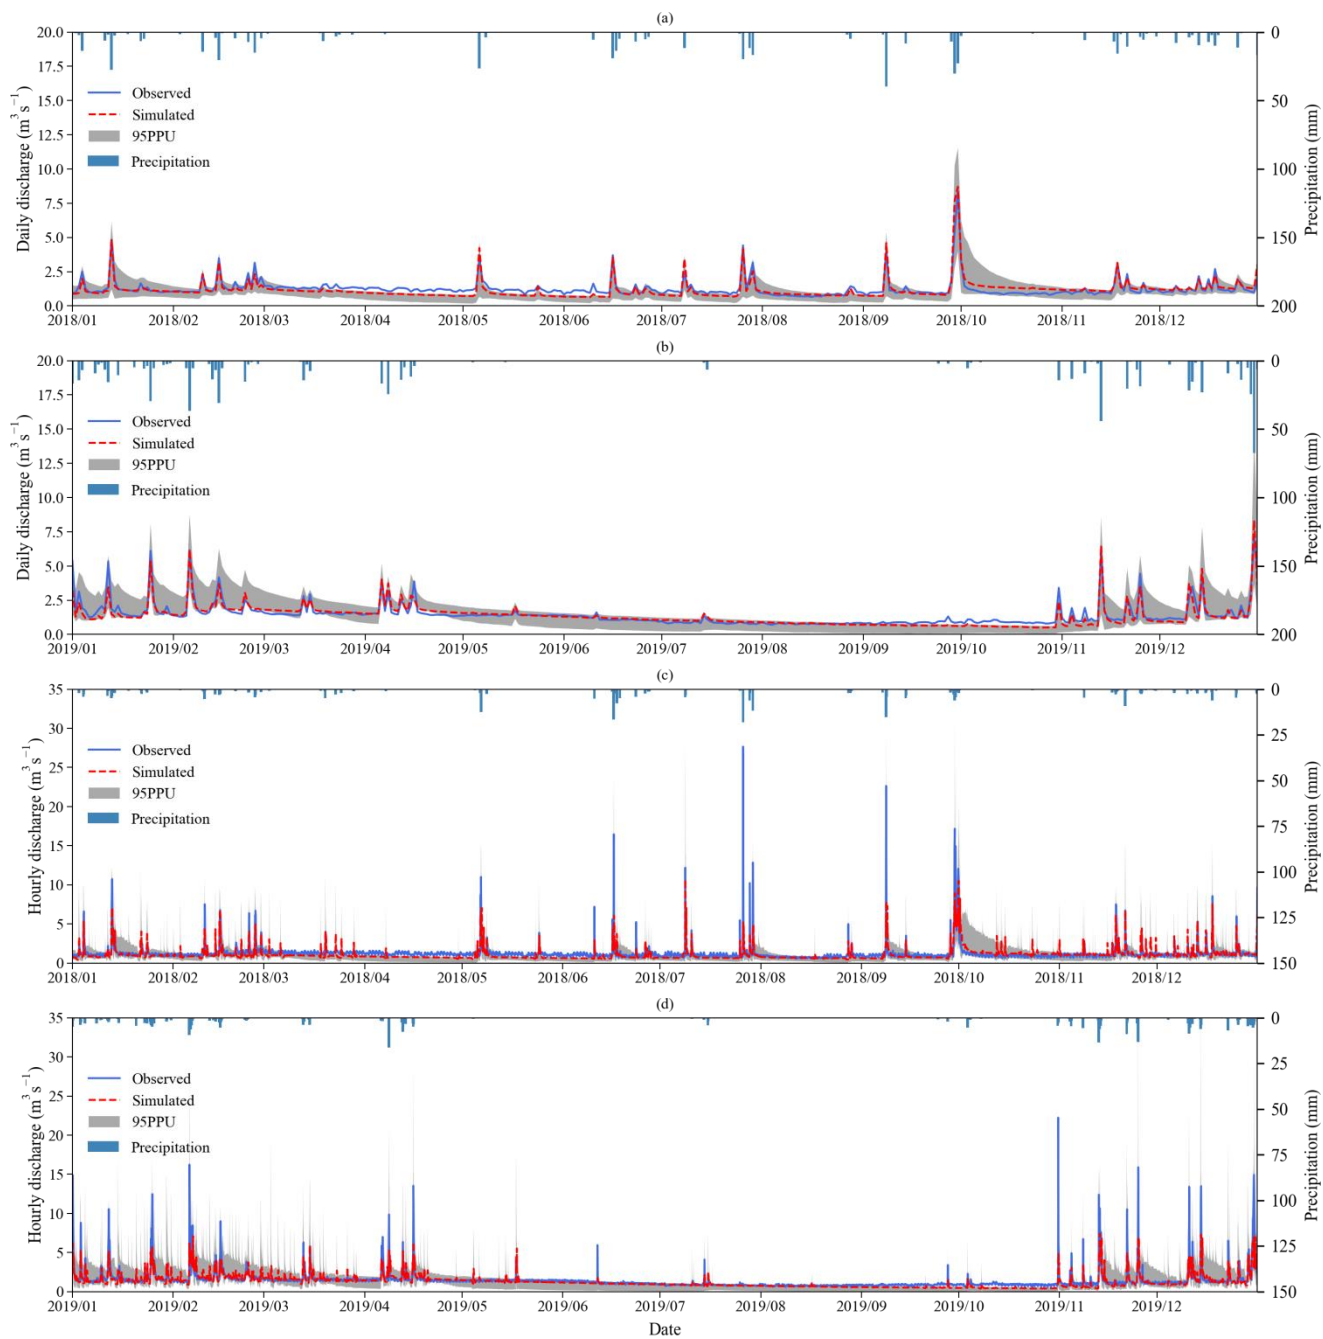 (a)
20.0
17.5
15.0
12.5
10.0
7.5
5.0
2.5
0.0
Daily discharge (m³ s⁻¹)
Observed
Simulated
95PPU
Precipitation
0
50
100
150
200
Precipitation (mm)
2018/01 2018/02 2018/03 2018/04 2018/05 2018/06 2018/07 2018/08 2018/09 2018/10 2018/11 2018/12
(b)
20.0
17.5
15.0
12.5
10.0
7.5
5.0
2.5
0.0
Daily discharge (m³ s⁻¹)
Observed
Simulated
95PPU
Precipitation
0
50
100
150
200
Precipitation (mm)
2019/01 2019/02 2019/03 2019/04 2019/05 2019/06 2019/07 2019/08 2019/09 2019/10 2019/11 2019/12
(c)
35
30
25
20
15
10
5
0
Hourly discharge (m³ s⁻¹)
Observed
Simulated
95PPU
Precipitation
0
25
50
75
100
125
150
Precipitation (mm)
2018/01 2018/02 2018/03 2018/04 2018/05 2018/06 2018/07 2018/08 2018/09 2018/10 2018/11 2018/12
(d)
35
30
25
20
15
10
5
0
Hourly discharge (m³ s⁻¹)
Observed
Simulated
95PPU
Precipitation
0
25
50
75
100
125
150
Precipitation (mm)
2019/01 2019/02 2019/03 2019/04 2019/05 2019/06 2019/07 2019/08 2019/09 2019/10 2019/11 2019/12
Date